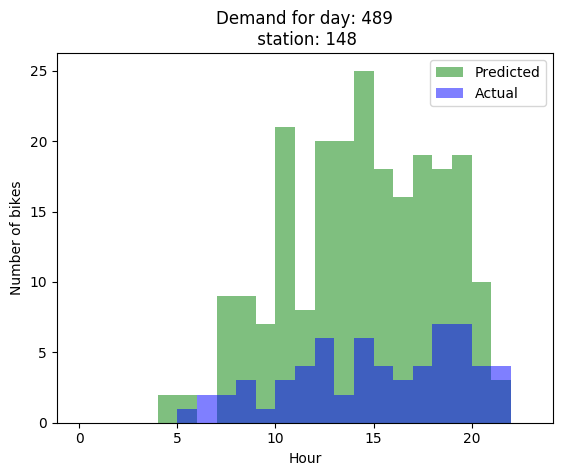 Demand for day: 489
station: 148
Predicted
Actual
Number of bikes
25
20
15
10
5
0
0
5
10
15
20
Hour